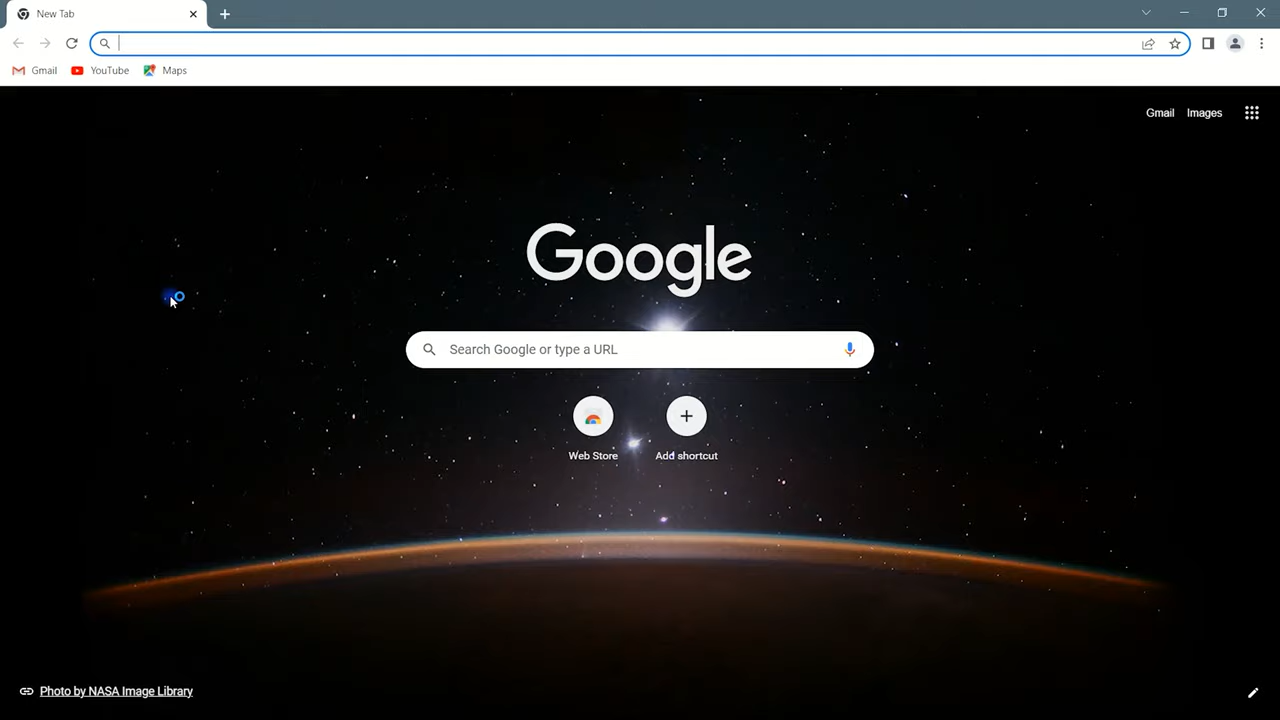 New Tab
Gmail YouTube Maps
Gmail Images
Google
Search Google or type a URL
Web Store Add shortcut
Photo by NASA Image Library